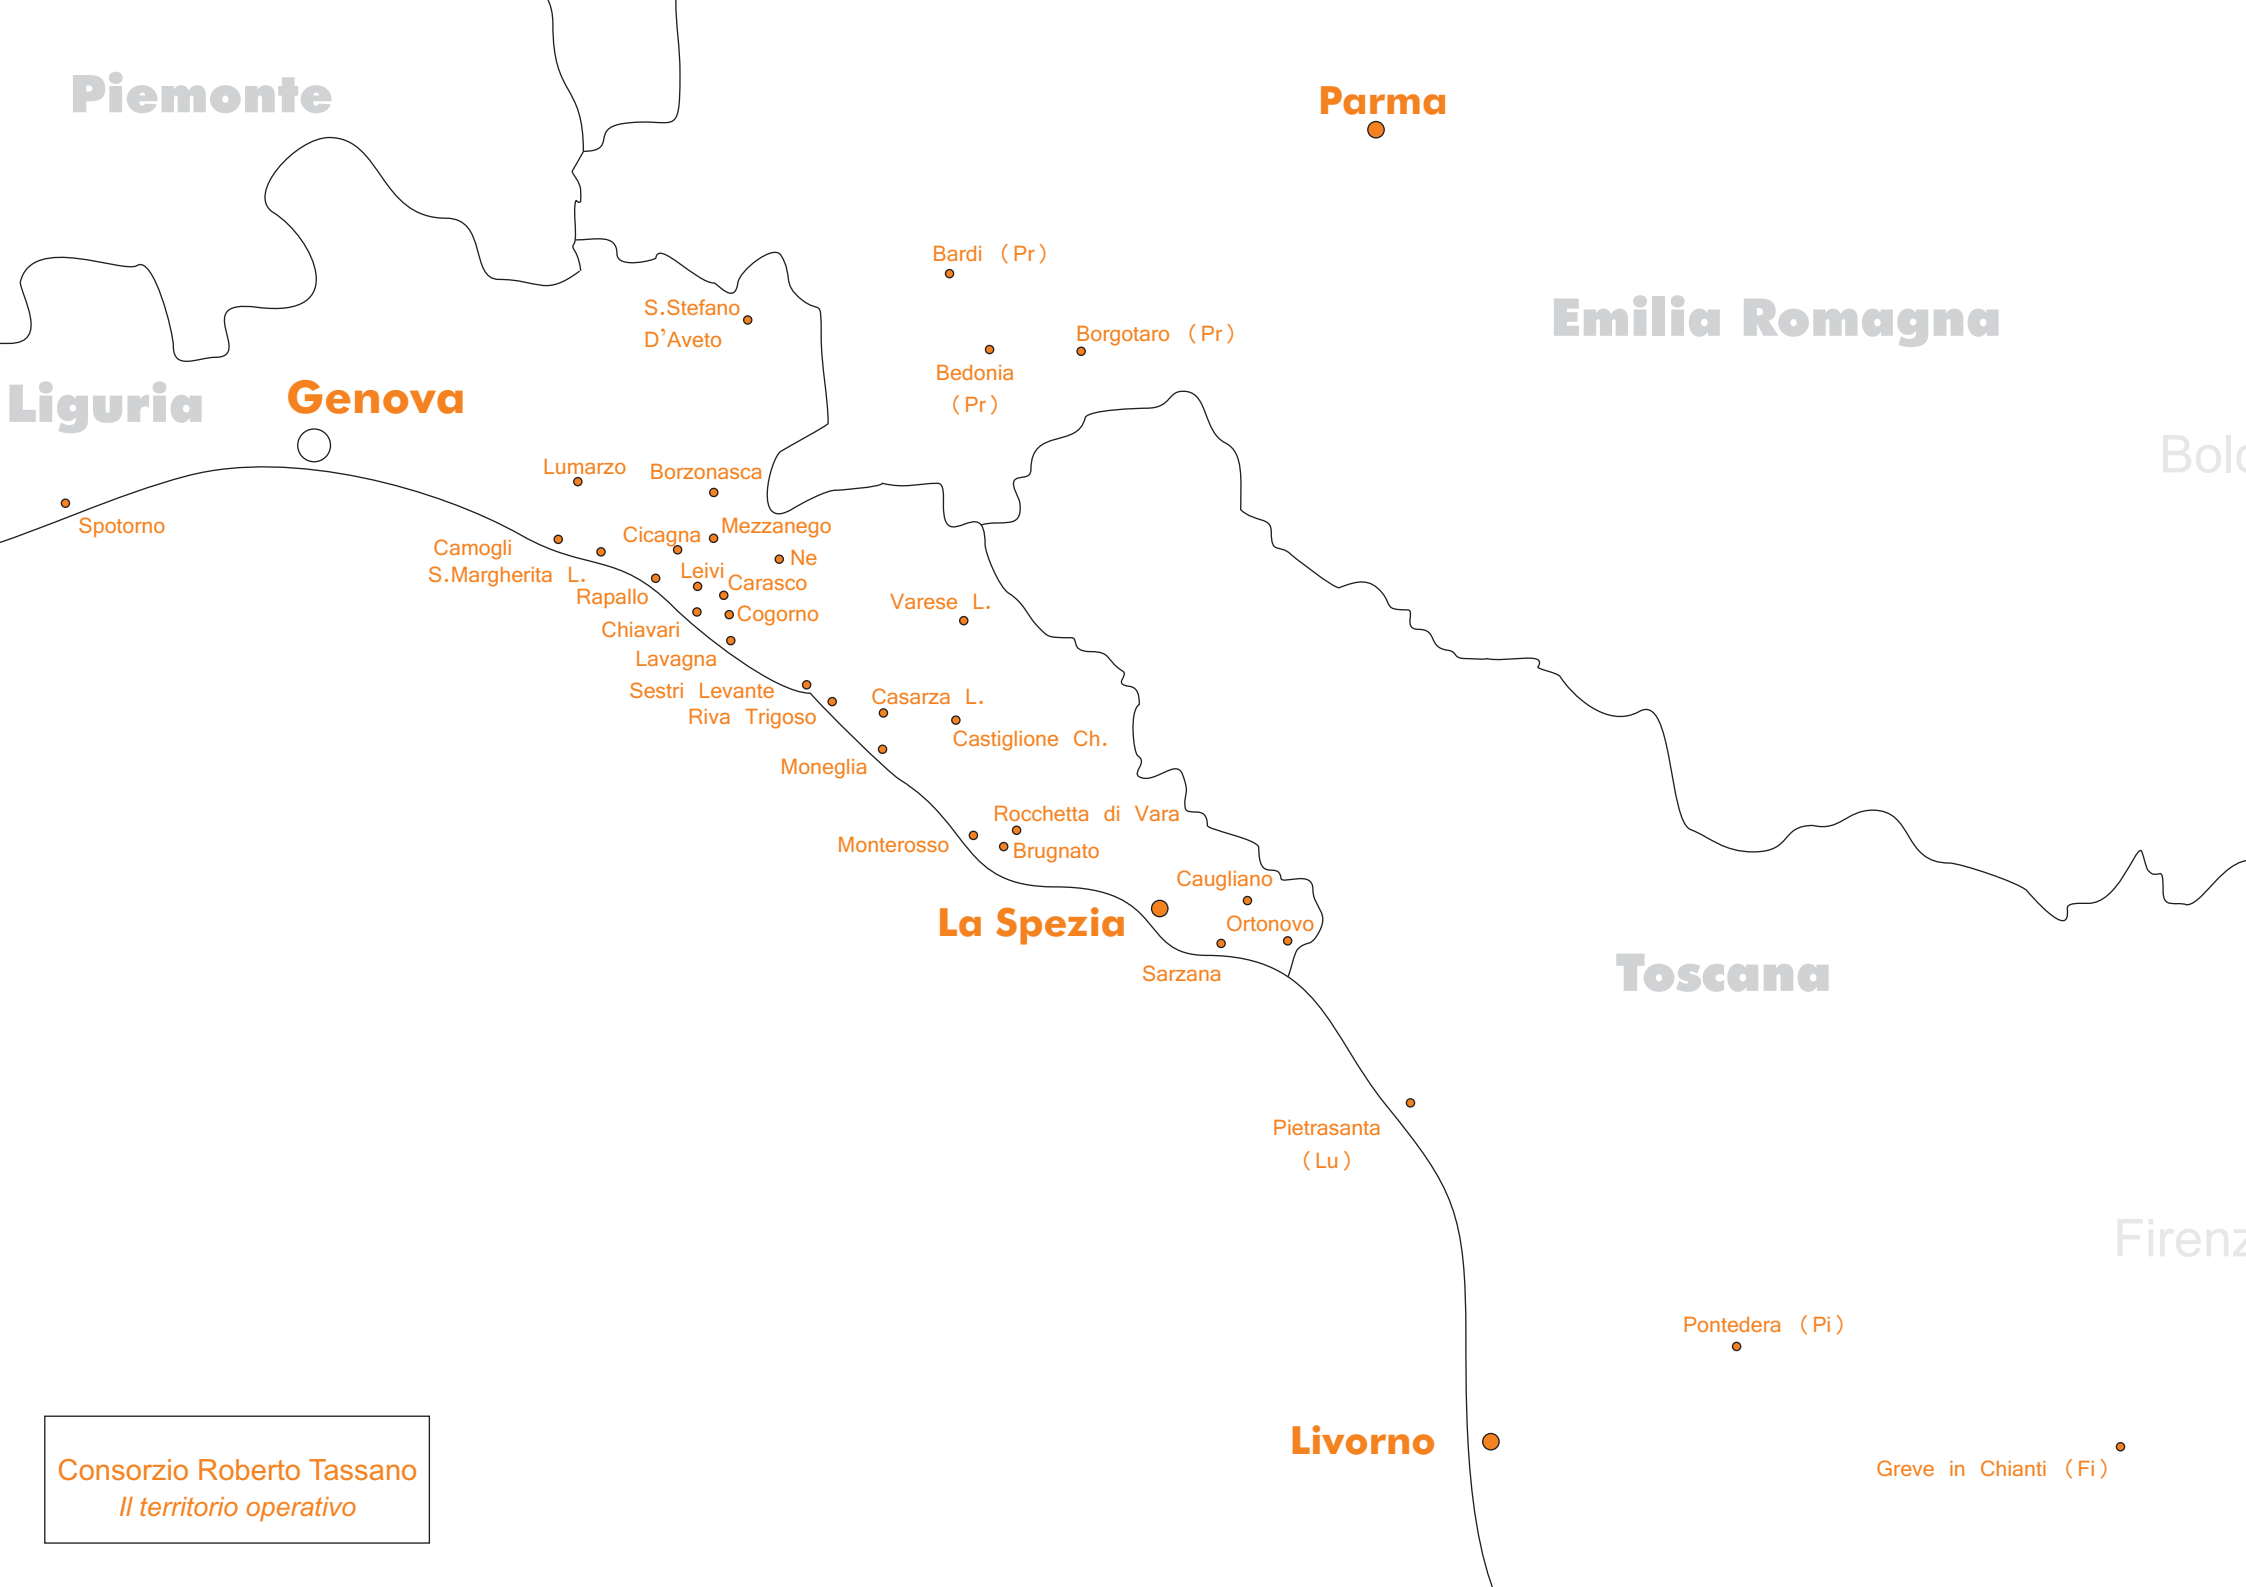 Piemonte
Parma
Bardi (Pr)
S.Stefano
D'Aveto
Borgotaro (Pr)
Emilia Romagna
Bedonia
(Pr)
Liguria
Genova
Lumarzo
Borzonasca
Spotorno
Cicagna
Mezzanego
Camogli
Ne
S.Margherita L.
Leivi
Carasco
Rapallo
Varese L.
Cogorno
Chiavari
Lavagna
Sestri Levante
Casarza L.
Riva Trigoso
Castiglione Ch.
Moneglia
Rocchetta di Vara
Monterosso
Brugnato
Caugliano
La Spezia
Ortonovo
Sarzana
Toscana
Pietrasanta
(Lu)
Firenz
Pontedera (Pi)
Livorno
Greve in Chianti (Fi)
Consorzio Roberto Tassano
Il territorio operativo